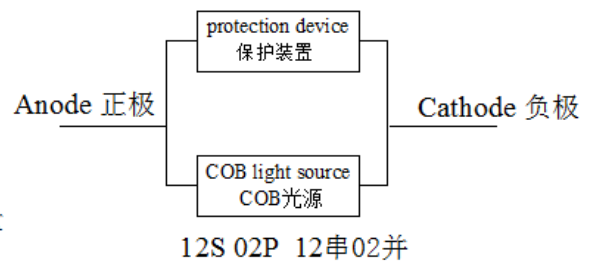 protection device
保护装置
Anode 正极
Cathode 负极
COB light source
COB光源
12S 02P 12串02并